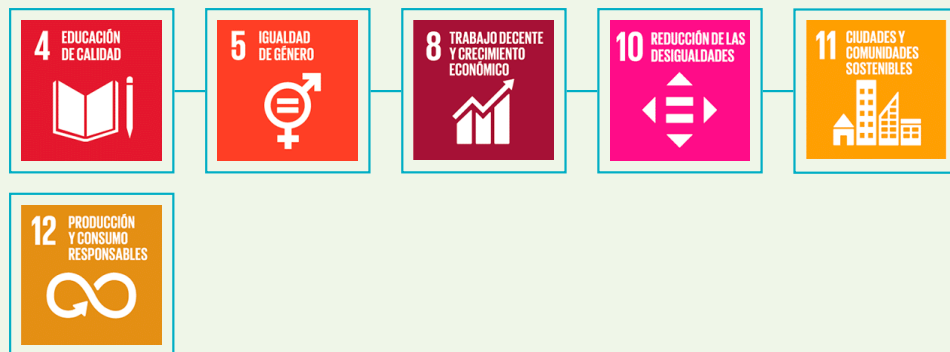 4 EDUCACIÓN
DE CALIDAD
5 IGUALDAD
DE GÉNERO
8 TRABAJO DECENTE
Y CRECIMIENTO
ECONÓMICO
10 REDUCCIÓN DE LAS
DESIGUALDADES
11 CIUDADES Y
COMUNIDADES
SOSTENIBLES
12 PRODUCCIÓN
Y CONSUMO
RESPONSABLES